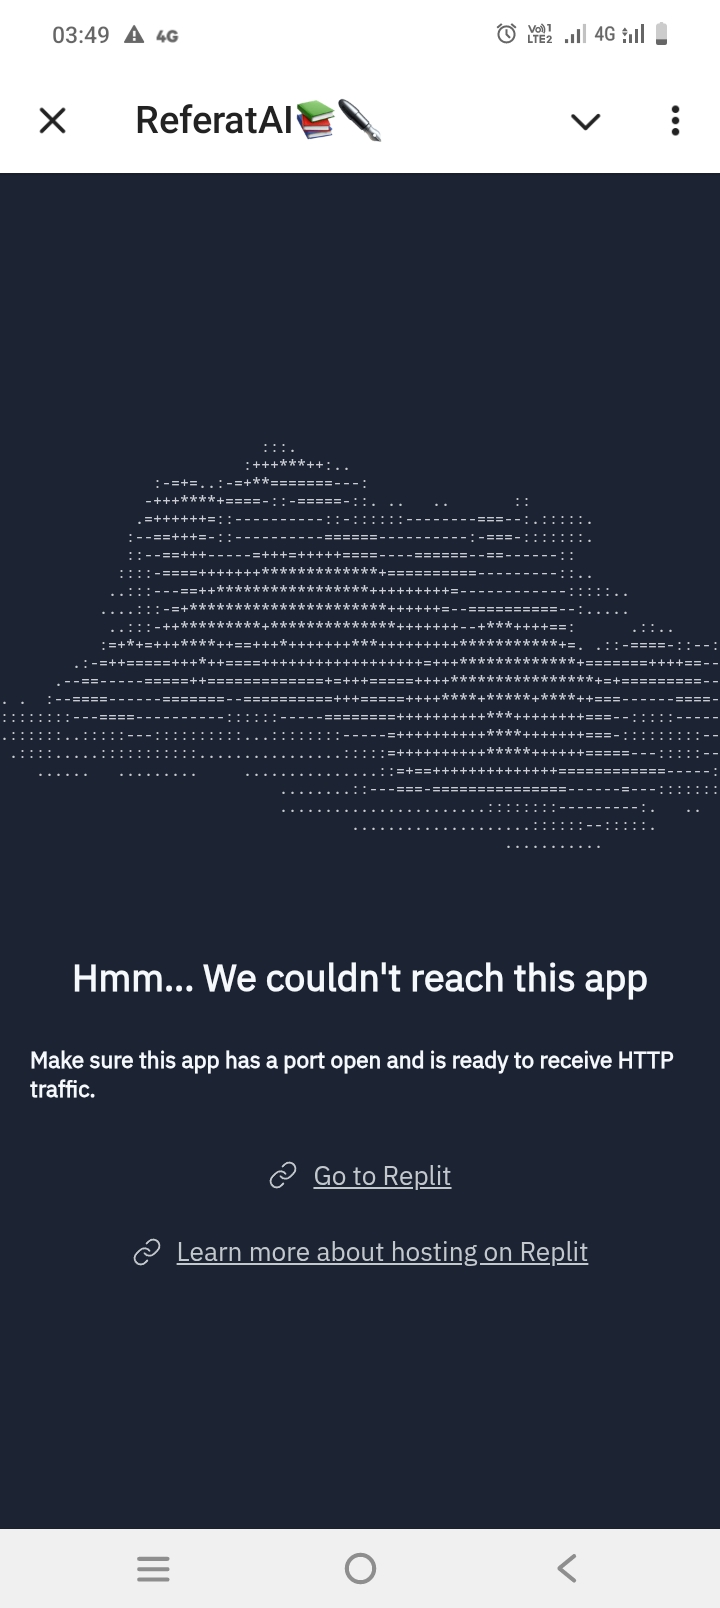 03:49 4G Vo))1 LTE2 4G
ReferatAI📚🖋️
Hmm... We couldn't reach this app
Make sure this app has a port open and is ready to receive HTTP
traffic.
Go to Replit
Learn more about hosting on Replit